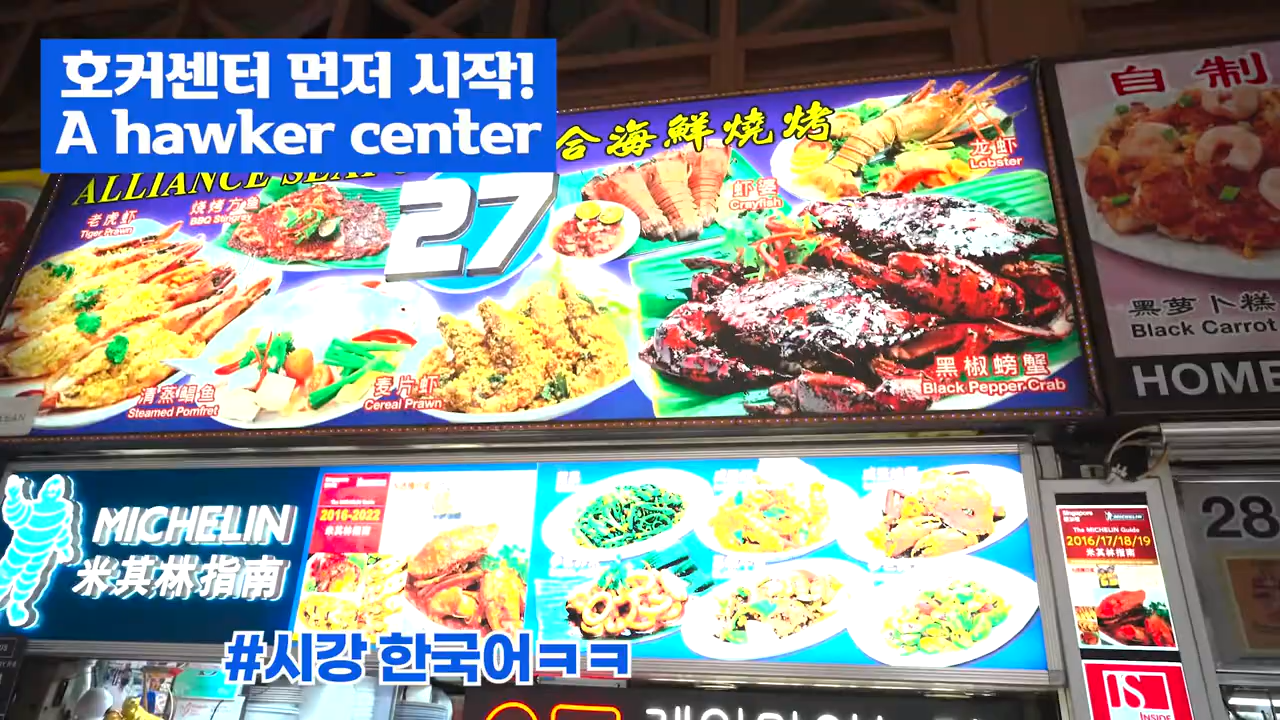 호커센터 먼저 시작!
A hawker center
合海鮮燒烤
ALLIANCE
27
老虎虾
Tiger Prawn
烧烤方鱼
BBQ Stingray
虾婆
Crayfish
龙虾
Lobster
清蒸鲳鱼
Steamed Pomfret
麦片虾
Cereal Prawn
黑椒螃蟹
Black Pepper Crab
自制
黑萝卜糕
Black Carrot
HOME
MICHELIN
米其林指南
2016-2022
米其林指南
Singapore
MICHELIN
The MICHELIN Guide
2016/17/18/19
米其林指南
28
INSIDE
#시강 한국어ㅋㅋ